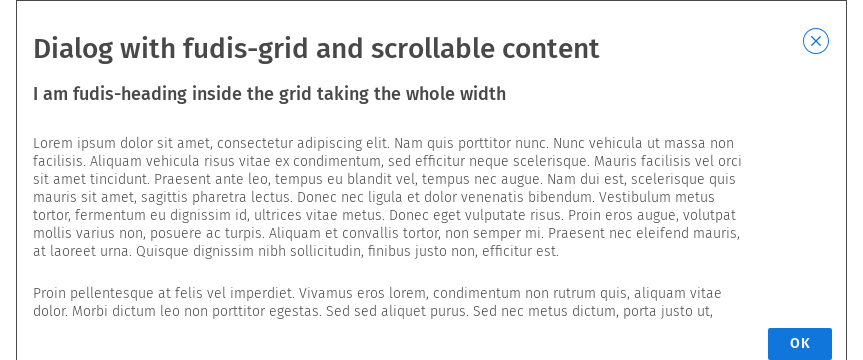 Dialog with fudis-grid and scrollable content
I am fudis-heading inside the grid taking the whole width
Lorem ipsum dolor sit amet, consectetur adipiscing elit. Nam quis porttitor nunc. Nunc vehicula ut massa non
facilisis. Aliquam vehicula risus vitae ex condimentum, sed efficitur neque scelerisque. Mauris facilisis vel orci
sit amet tincidunt. Praesent ante leo, tempus eu blandit vel, tempus nec augue. Nam dui est, scelerisque quis
mauris sit amet, sagittis pharetra lectus. Donec nec ligula et dolor venenatis bibendum. Vestibulum metus
tortor, fermentum eu dignissim id, ultrices vitae metus. Donec eget vulputate risus. Proin eros augue, volutpat
mollis varius non, posuere ac turpis. Aliquam et convallis tortor, non semper mi. Praesent nec eleifend mauris,
at laoreet urna. Quisque dignissim nibh sollicitudin, finibus justo non, efficitur est.
Proin pellentesque at felis vel imperdiet. Vivamus eros lorem, condimentum non rutrum quis, aliquam vitae
dolor. Morbi dictum leo non porttitor egestas. Sed sed aliquet purus. Sed nec metus dictum, porta justo ut,
OK